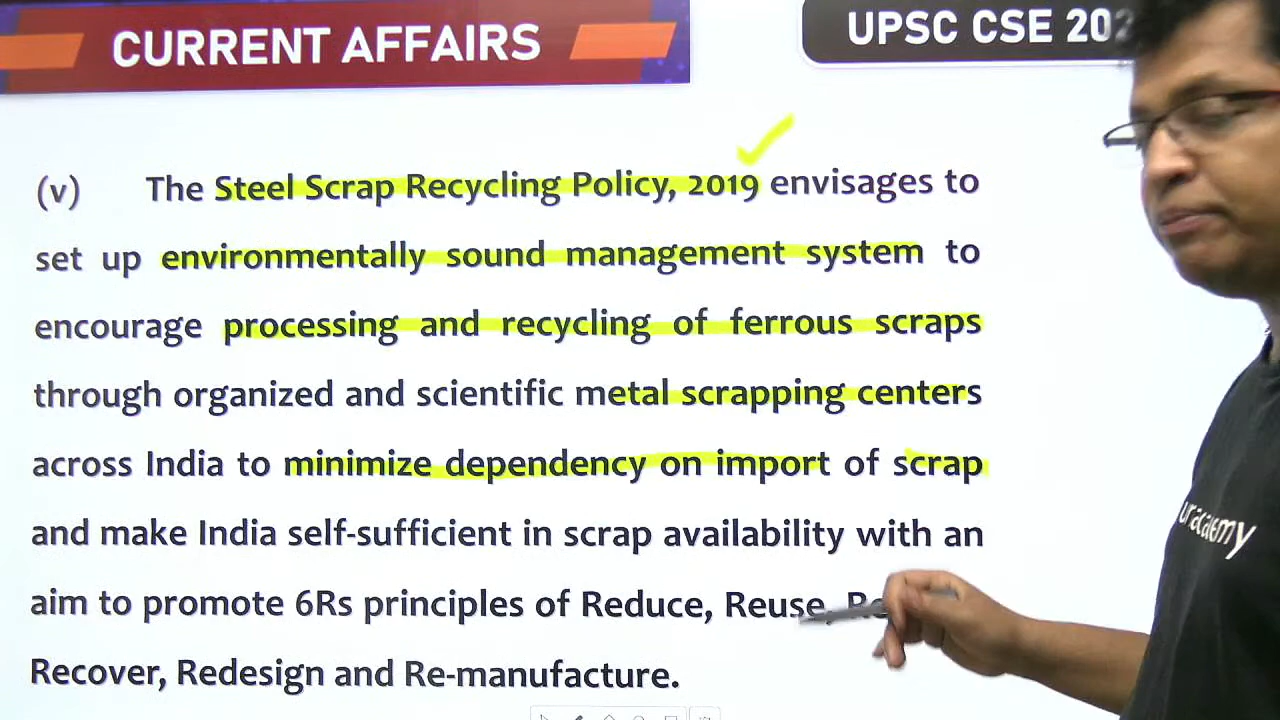 CURRENT AFFAIRS
UPSC CSE 202
(v) The Steel Scrap Recycling Policy, 2019 envisages to
set up environmentally sound management system to
encourage processing and recycling of ferrous scraps
through organized and scientific metal scrapping centers
across India to minimize dependency on import of scrap
and make India self-sufficient in scrap availability with an
aim to promote 6Rs principles of Reduce, Reuse,
Recover, Redesign and Re-manufacture.